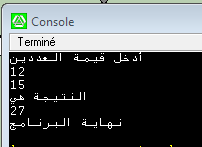 Console
Terminé
أدخل قيمة العددين
12
15
النتيجة هي
27
نهاية البرنامج